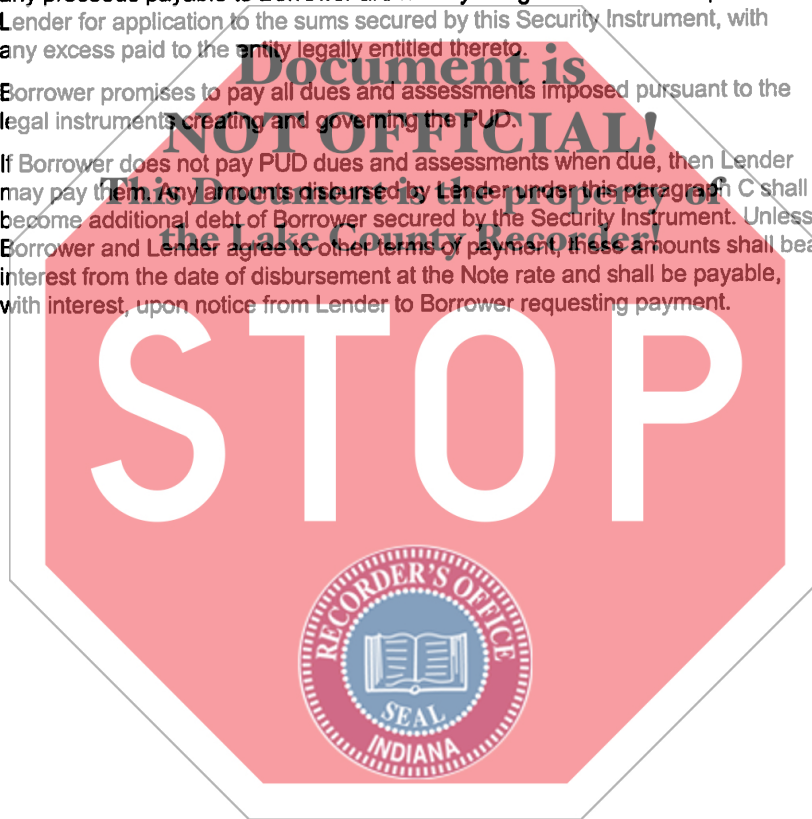 Lender for application to the sums secured by this Security Instrument, with
any excess paid to the entity legally entitled thereto.
Document is
Borrower promises to pay all dues and assessments imposed pursuant to the
legal instruments creating and governing the PUD.
NOT OFFICIAL!
If Borrower does not pay PUD dues and assessments when due, then Lender
may pay them. Any amounts disbursed by Lender under this paragraph C shall
This Document is the property of
become additional debt of Borrower secured by the Security Instrument. Unless
Borrower and Lender agree to other terms of payment, these amounts shall bea
the Lake County Recorder!
interest from the date of disbursement at the Note rate and shall be payable,
with interest, upon notice from Lender to Borrower requesting payment.
STOP
RECORDER'S OFFICE
SEAL
INDIANA